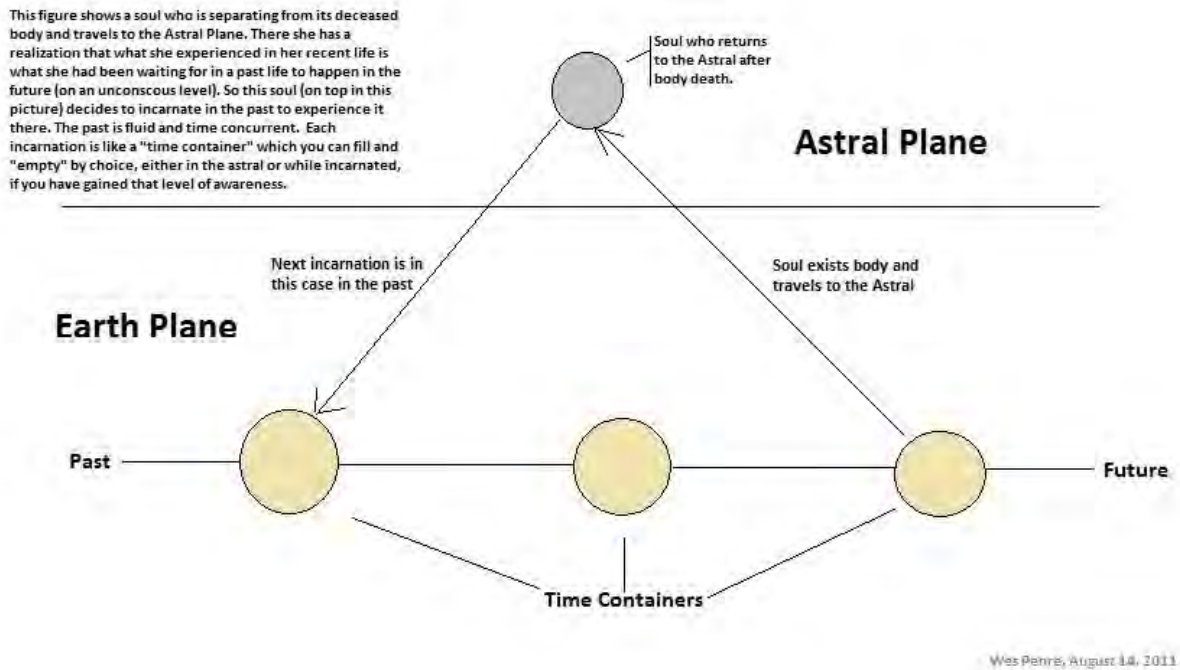 This figure shows a soul who is separating from its deceased
body and travels to the Astral Plane. There she has a
realization that what she experienced in her recent life is
what she had been waiting for in a past life to happen in the
future (on an unconscous level). So this soul (on top in this
picture) decides to incarnate in the past to experience it
there. The past is fluid and time concurrent. Each
incarnation is like a "time container" which you can fill and
"empty" by choice, either in the astral or while incarnated,
if you have gained that level of awareness.
Soul who returns
to the Astral after
body death.
Astral Plane
Next incarnation is in
this case in the past
Soul exists body and
travels to the Astral
Earth Plane
Past
Future
Time Containers
Wes Penre, August 14, 2011